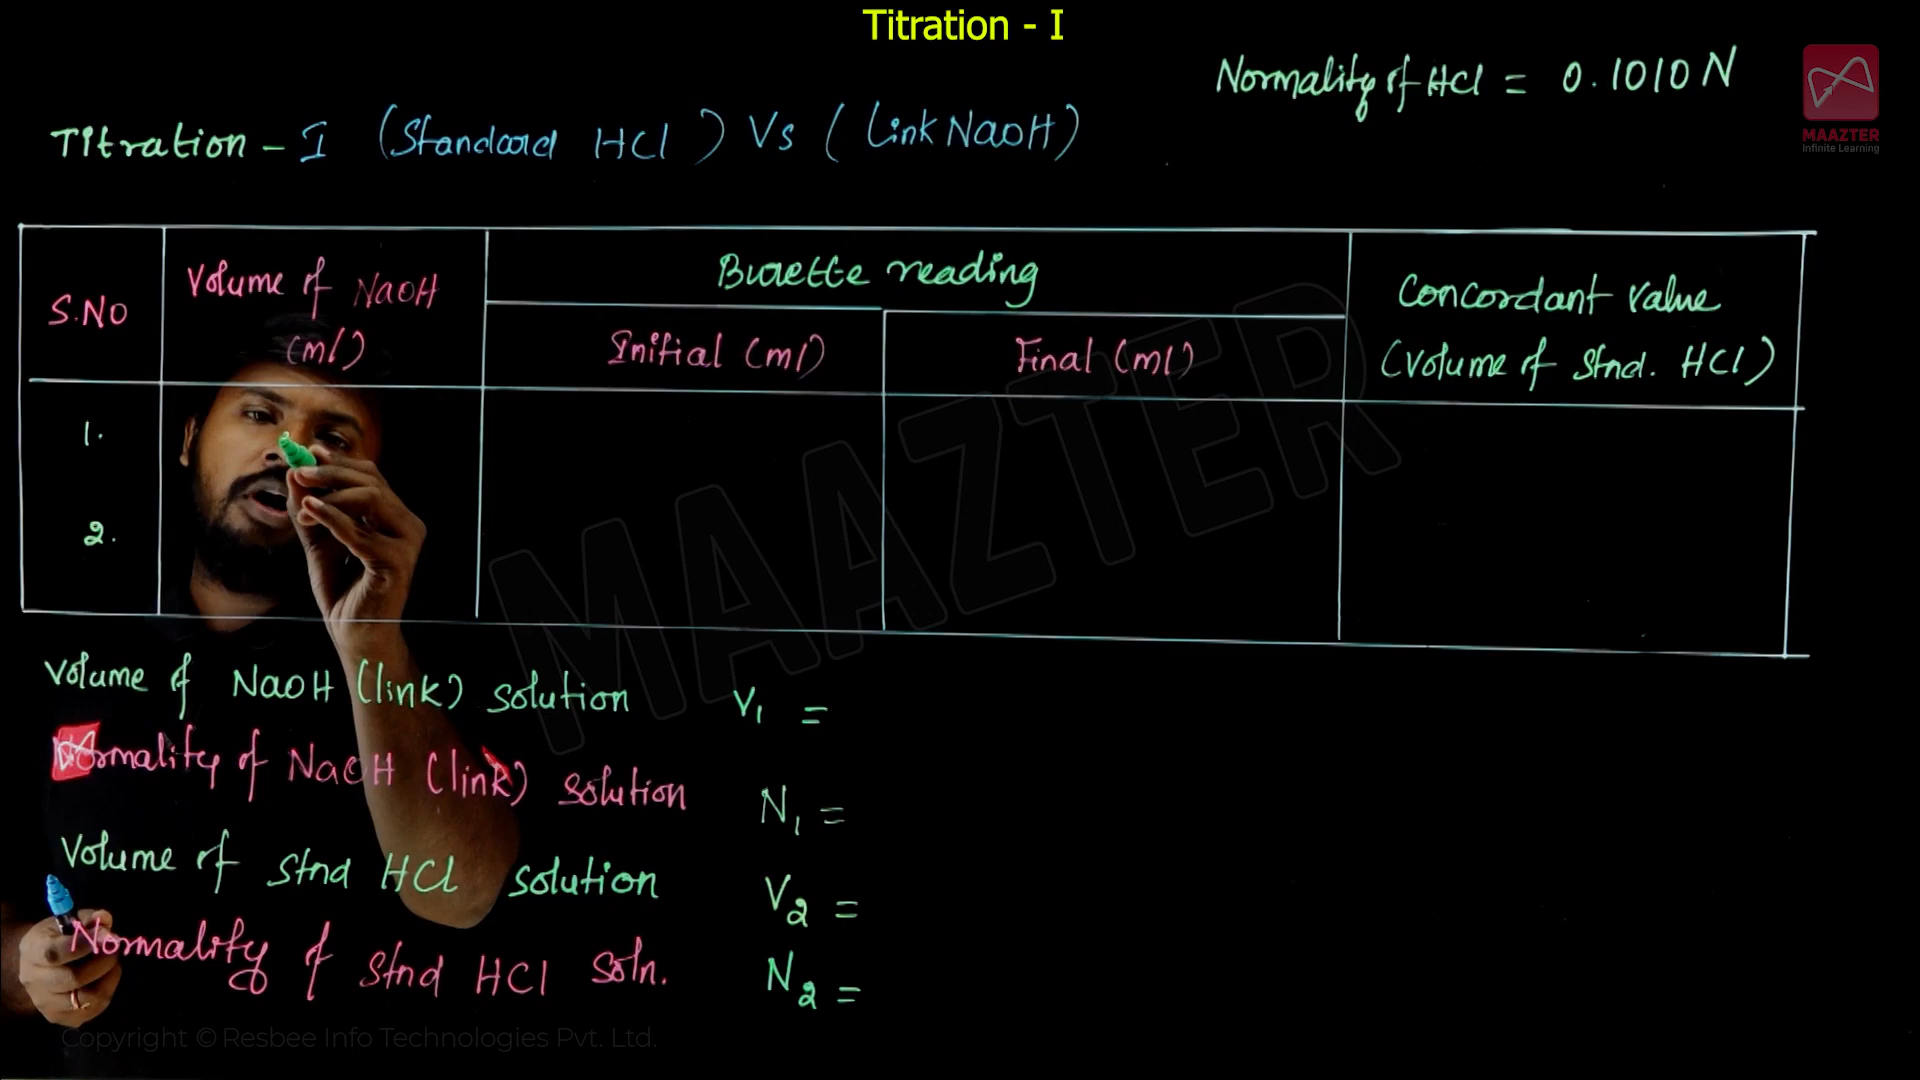 Titration - I
Normality of HCl = 0.1010 N
MAAZTER
Infinite Learning
Titration - I (Standard HCl) Vs (Link NaOH)
S.NO
Volume of NaOH
(ml)
Burette reading
Initial (ml)
Final (ml)
Concordant value
(Volume of Stnd. HCl)
1.
2.
MAAZTER
Volume of NaOH (link) solution V₁ =
Normality of NaOH (link) solution N₁ =
Volume of Stnd HCl solution V₂ =
Normality of Stnd HCl Soln. N₂ =
Copyright © Resbee Info Technologies Pvt. Ltd.